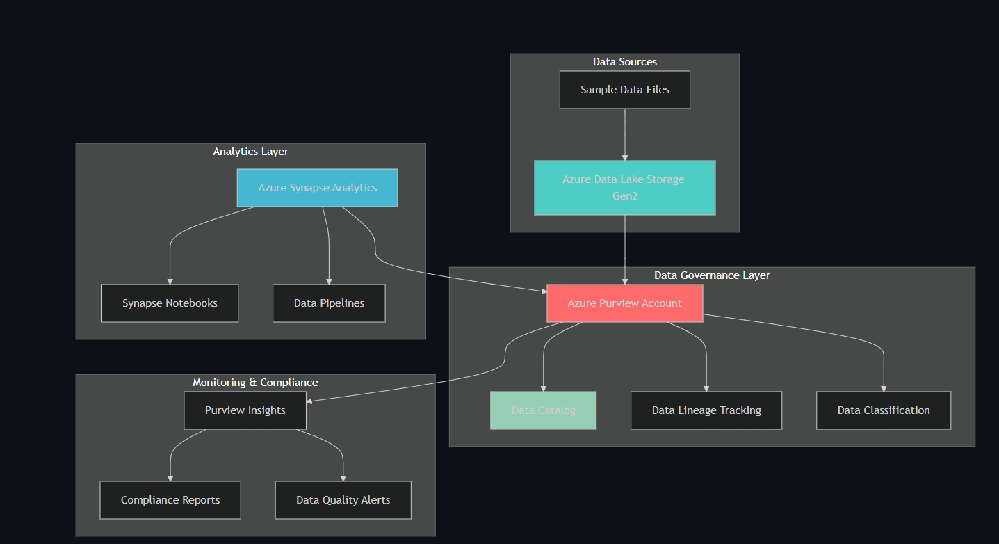 Data Sources
Sample Data Files
Azure Data Lake Storage
Gen2
Analytics Layer
Azure Synapse Analytics
Synapse Notebooks
Data Pipelines
Data Governance Layer
Azure Purview Account
Data Catalog
Data Lineage Tracking
Data Classification
Monitoring & Compliance
Purview Insights
Compliance Reports
Data Quality Alerts